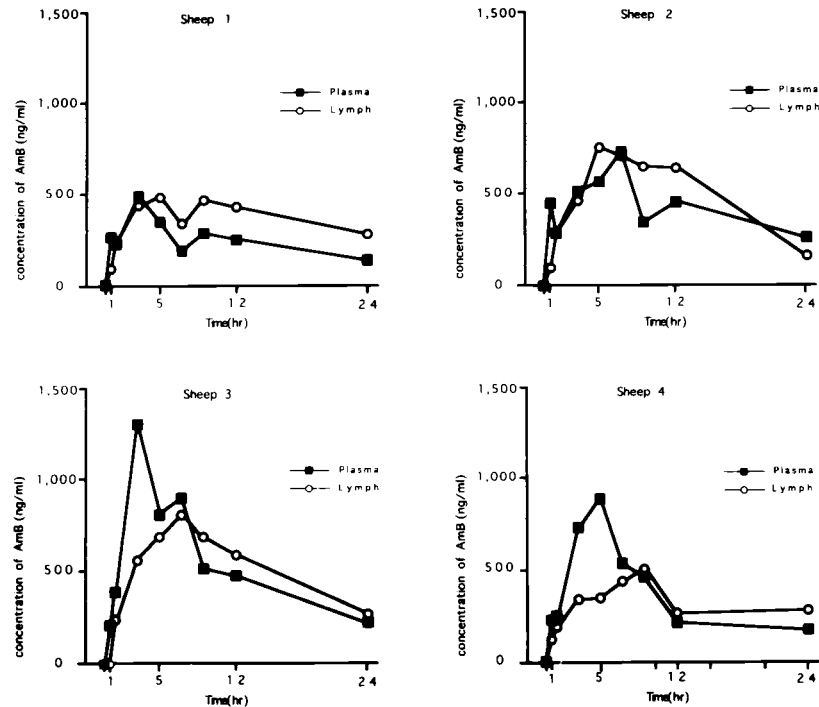 1,500
Sheep 1
Plasma
Lymph
1,000
500
0
1 5 12 24
Time(hr)
concentration of AmB (ng/ml)
1,500
Sheep 2
Plasma
Lymph
1,000
500
0
1 5 12 24
Time(hr)
concentration of AmB (ng/ml)
1,500
Sheep 3
Plasma
Lymph
1,000
500
0
1 5 12 24
Time(hr)
concentration of AmB (ng/ml)
1,500
Sheep 4
Plasma
Lymph
1,000
500
0
1 5 12 24
Time(hr)
concentration of AmB (ng/ml)